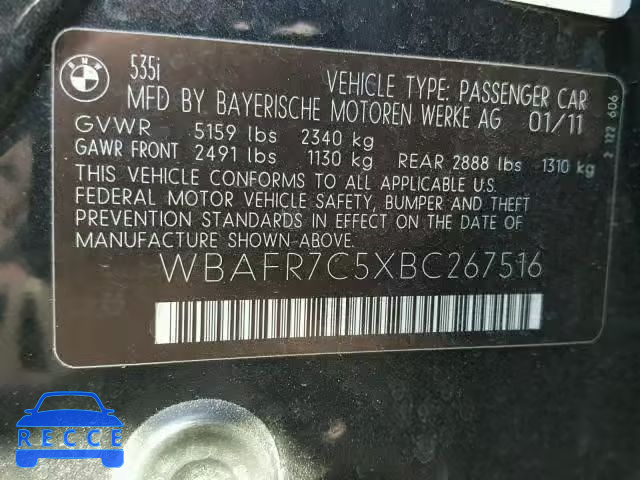 BMW
535i
VEHICLE TYPE: PASSENGER CAR
MFD BY BAYERISCHE MOTOREN WERKE AG 01/11
GVWR 5159 lbs 2340 kg
GAWR FRONT 2491 lbs 1130 kg REAR 2888 lbs 1310 kg
THIS VEHICLE CONFORMS TO ALL APPLICABLE U.S.
FEDERAL MOTOR VEHICLE SAFETY, BUMPER AND THEFT
PREVENTION STANDARDS IN EFFECT ON THE DATE OF
MANUFACTURE SHOWN ABOVE.
WBAFR7C5XBC267516
2 122 606
RECCE